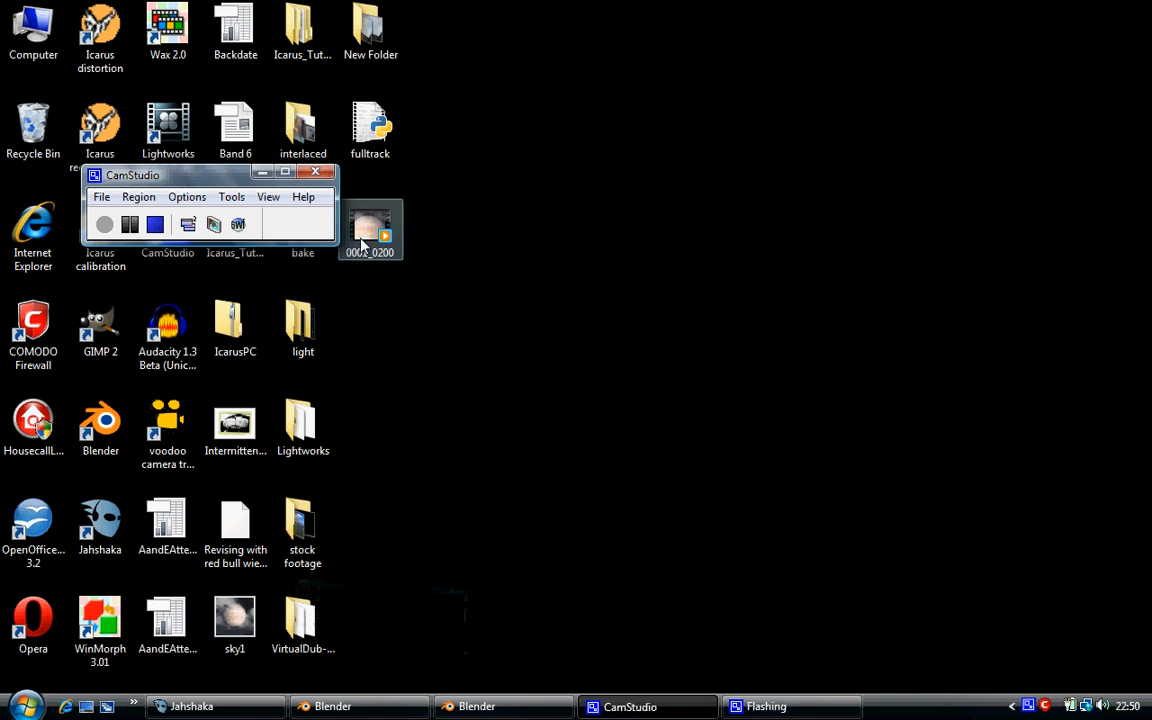 Computer
Icarus
distortion
Wax 2.0
Backdate
Icarus_Tut...
New Folder
Recycle Bin
Icarus
Lightworks
Band 6
interlaced
fulltrack
CamStudio
File Region Options Tools View Help
SWF
Internet
Explorer
Icarus
calibration
CamStudio
Icarus_Tut...
bake
0001_0200
COMODO
Firewall
GIMP 2
Audacity 1.3
Beta (Unic...
IcarusPC
light
HousecallL...
Blender
voodoo
camera tr...
Intermitten...
Lightworks
OpenOffice...
3.2
Jahshaka
AandEAtte...
Revising with
red bull wie...
stock
footage
Opera
WinMorph
3.01
AandEAtte...
sky1
VirtualDub-...
Jahshaka
Blender
Blender
CamStudio
Flashing
22:50